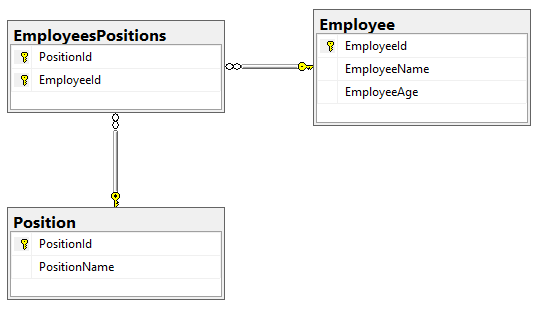 EmployeesPositions
PositionId
EmployeeId
Employee
EmployeeId
EmployeeName
EmployeeAge
Position
PositionId
PositionName